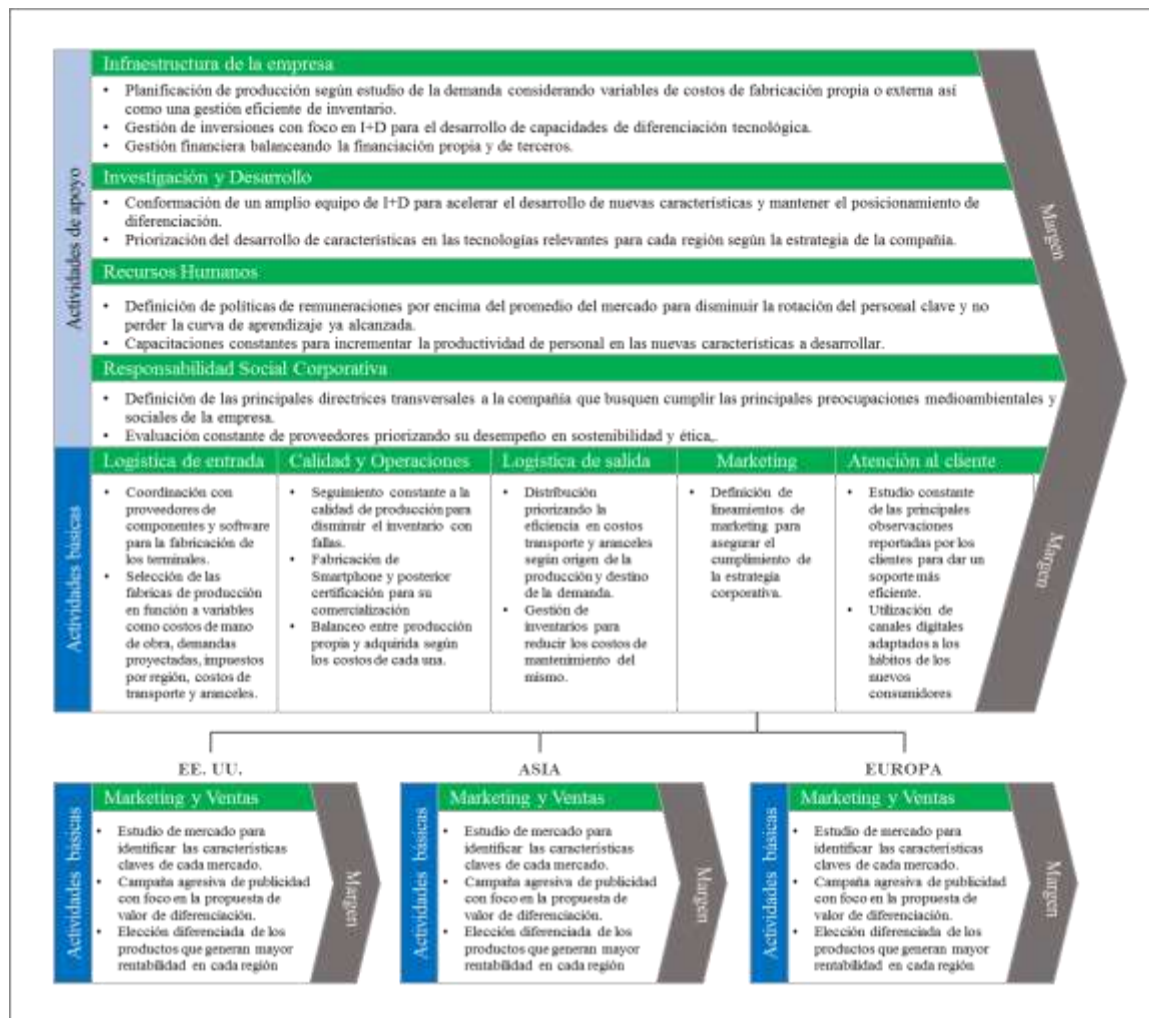 Actividades de apoyo
Infraestructura de la empresa
• Planificación de producción según estudio de la demanda considerando variables de costos de fabricación propia o externa así
como una gestión eficiente de inventario.
• Gestión de inversiones con foco en I+D para el desarrollo de capacidades de diferenciación tecnológica.
• Gestión financiera balanceando la financiación propia y de terceros.
Investigación y Desarrollo
• Conformación de un amplio equipo de I+D para acelerar el desarrollo de nuevas características y mantener el posicionamiento de
diferenciación.
• Priorización del desarrollo de características en las tecnologías relevantes para cada región según la estrategia de la compañía.
Recursos Humanos
• Definición de políticas de remuneraciones por encima del promedio del mercado para disminuir la rotación del personal clave y no
perder la curva de aprendizaje ya alcanzada.
• Capacitaciones constantes para incrementar la productividad de personal en las nuevas características a desarrollar.
Responsabilidad Social Corporativa
• Definición de las principales directrices transversales a la compañía que busquen cumplir las principales preocupaciones medioambientales y
sociales de la empresa.
• Evaluación constante de proveedores priorizando su desempeño en sostenibilidad y ética,.
Margen
Actividades básicas
Logística de entrada
• Coordinación con
proveedores de
componentes y software
para la fabricación de
los terminales.
• Selección de las
fabricas de producción
en función a variables
como costos de mano
de obra, demandas
proyectadas, impuestos
por región, costos de
transporte y aranceles.
Calidad y Operaciones
• Seguimiento constante a la
calidad de producción para
disminuir el inventario con
fallas.
• Fabricación de
Smartphone y posterior
certificación para su
comercialización
• Balanceo entre producción
propia y adquirida según
los costos de cada una.
Logística de salida
• Distribución
priorizando la
eficiencia en costos
transporte y aranceles
según origen de la
producción y destino
de la demanda.
• Gestión de
inventarios para
reducir los costos de
mantenimiento del
mismo.
Marketing
• Definición de
lineamientos de
marketing para
asegurar el
cumplimiento de
la estrategia
corporativa.
Atención al cliente
• Estudio constante
de las principales
observaciones
reportadas por los
clientes para dar un
soporte más
eficiente.
• Utilización de
canales digitales
adaptados a los
hábitos de los
nuevos
consumidores
Margen
EE. UU.
Actividades básicas
Marketing y Ventas
• Estudio de mercado para
identificar las características
claves de cada mercado.
• Campaña agresiva de publicidad
con foco en la propuesta de
valor de diferenciación.
• Elección diferenciada de los
productos que generan mayor
rentabilidad en cada región
Margen
ASIA
Actividades básicas
Marketing y Ventas
• Estudio de mercado para
identificar las características
claves de cada mercado.
• Campaña agresiva de publicidad
con foco en la propuesta de
valor de diferenciación.
• Elección diferenciada de los
productos que generan mayor
rentabilidad en cada región
Margen
EUROPA
Actividades básicas
Marketing y Ventas
• Estudio de mercado para
identificar las características
claves de cada mercado.
• Campaña agresiva de publicidad
con foco en la propuesta de
valor de diferenciación.
• Elección diferenciada de los
productos que generan mayor
rentabilidad en cada región
Margen